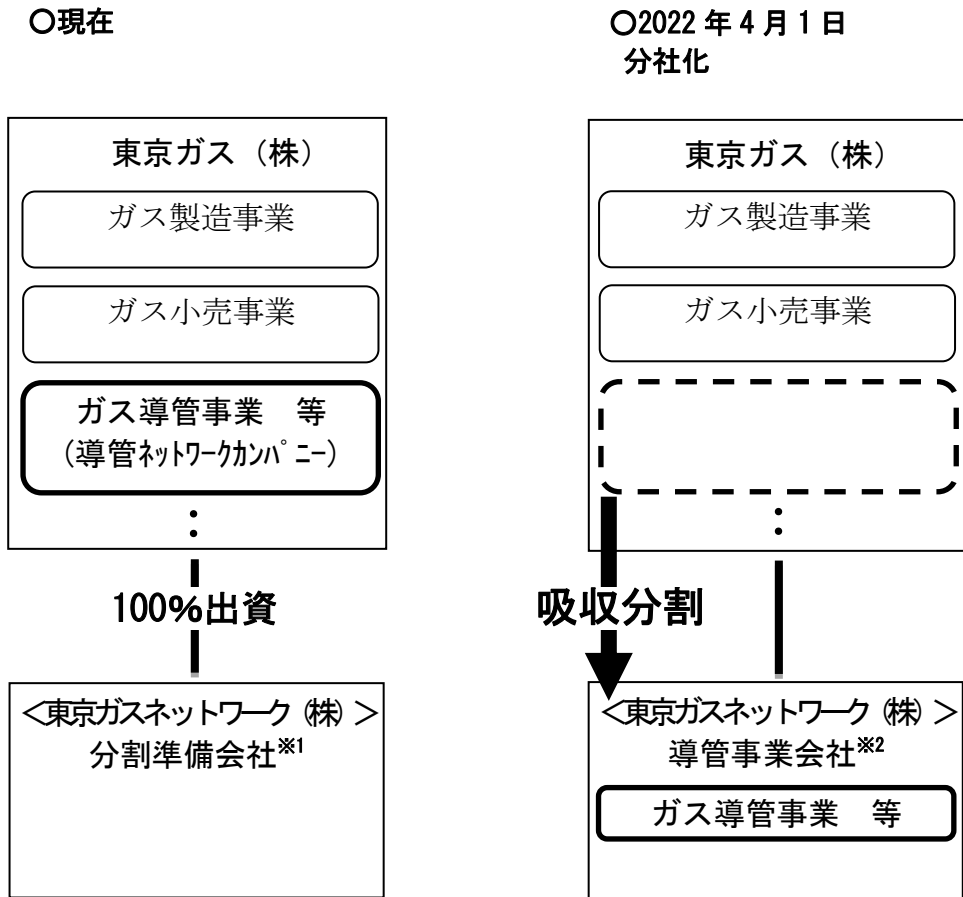 〇現在
東京ガス（株）
ガス製造事業
ガス小売事業
ガス導管事業　等
（導管ﾈｯﾄﾜｰｸｶﾝﾊﾟﾆｰ）
：
100％出資
＜東京ガスネットワーク（株）＞
分割準備会社※1
〇2022 年 4 月 1 日
分社化
東京ガス（株）
ガス製造事業
ガス小売事業
：
吸収分割
＜東京ガスネットワーク（株）＞
導管事業会社※2
ガス導管事業　等